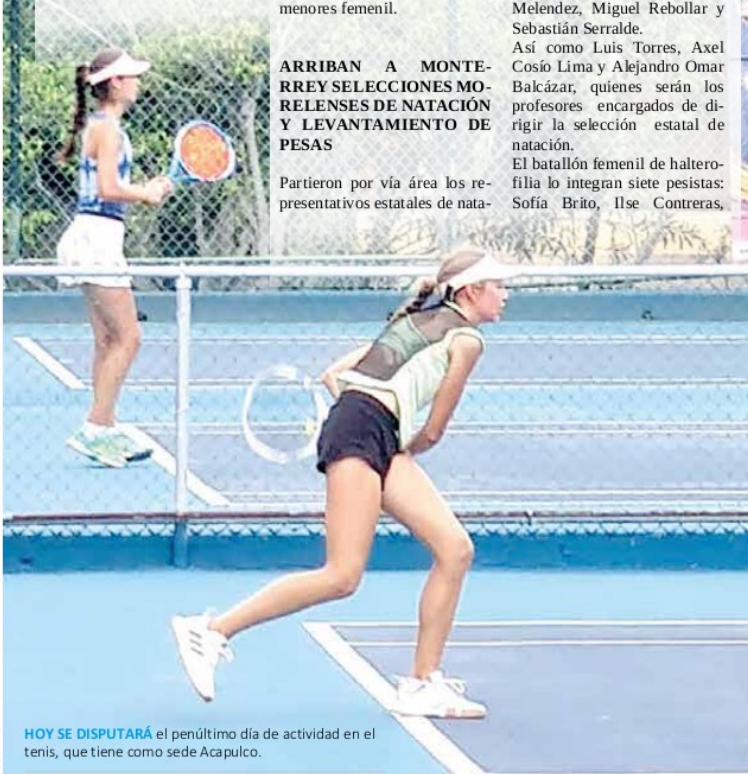 menores femenil.
ARRIBAN A MONTE-
RREY SELECCIONES MO-
RELENSES DE NATACIÓN
Y LEVANTAMIENTO DE
PESAS
Partieron por vía área los re-
presentativos estatales de nata-
Melendez, Miguel Rebollar y
Sebastián Serralde.
Así como Luis Torres, Axel
Cosío Lima y Alejandro Omar
Balcázar, quienes serán los
profesores encargados de di-
rigir la selección estatal de
natación.
El batallón femenil de haltero-
filia lo integran siete pesistas:
Sofía Brito, Ilse Contreras,
HOY SE DISPUTARÁ el penúltimo día de actividad en el
tenis, que tiene como sede Acapulco.